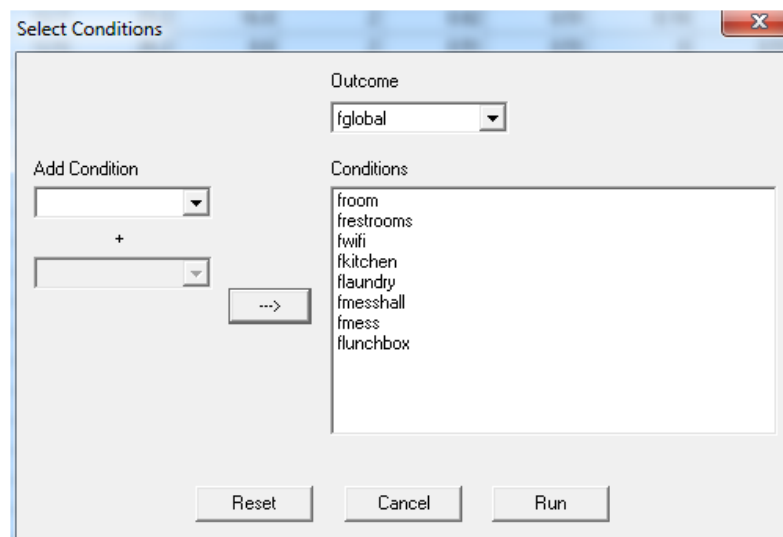 Select Conditions
X
Outcome
fglobal
Add Condition
Conditions
froom
frestrooms
fwifi
fkitchen
flaundry
fmesshall
fmess
flunchbox
+
--->
Reset
Cancel
Run